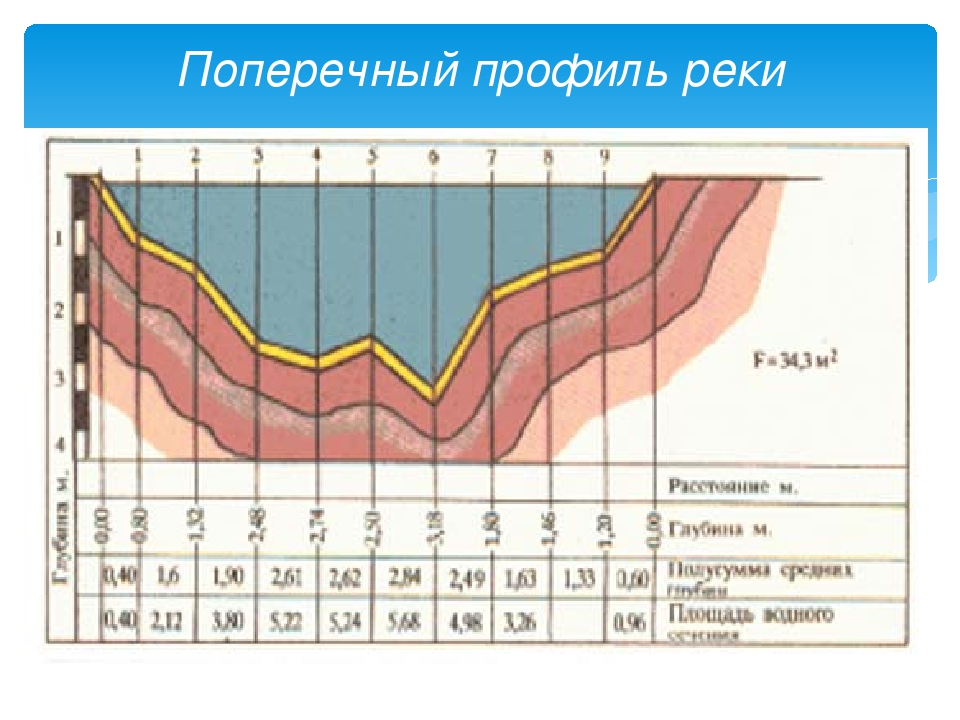 Поперечный профиль реки
1 2 3 4 5 6 7 8 9
1
2
3
4
F = 34,3 м²
Глубина м.
Расстояние м.
0,00 0,80 1,32 2,48 2,74 2,50 3,18 1,80 1,46 1,20 0,00 Глубина м.
0,40 1,6 1,90 2,61 2,62 2,84 2,49 1,63 1,33 0,60 Полусумма средних
глубин
0,40 2,12 3,80 5,22 5,24 5,68 4,98 3,26 0,96 Площадь водного
сечения